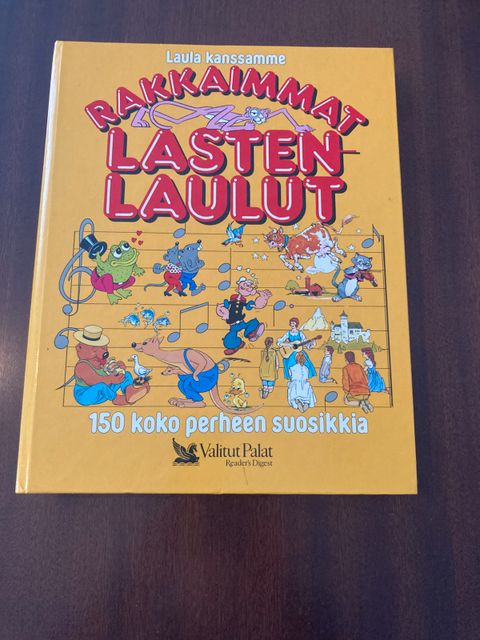 Laula kanssamme
RAKKAIMMAT
LASTEN-
LAULUT
150 koko perheen suosikkia
Valitut Palat
Reader's Digest